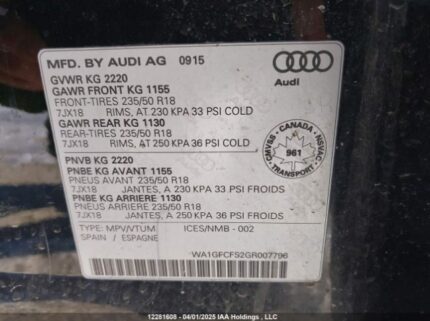 MFD. BY AUDI AG 0915
Audi
GVWR KG 2220
GAWR FRONT KG 1155
FRONT-TIRES 235/50 R18
7JX18 RIMS, AT 230 KPA 33 PSI COLD
GAWR REAR KG 1130
REAR-TIRES 235/50 R18
7JX18 RIMS, AT 250 KPA 36 PSI COLD
CANADA
CMVSS NSVAC
961
TRANSPORT
PNVB KG 2220
PNBE KG AVANT 1155
PNEUS AVANT 235/50 R18
7JX18 JANTES, A 230 KPA 33 PSI FROIDS
PNBE KG ARRIERE 1130
PNEUS ARRIERE 235/50 R18
7JX18 JANTES, A 250 KPA 36 PSI FROIDS
TYPE: MPV/VTUM ICES/NMB - 002
SPAIN / ESPAGNE
WA1GFCFS2GR007796
12281608 - 04/01/2025 IAA Holdings, LLC